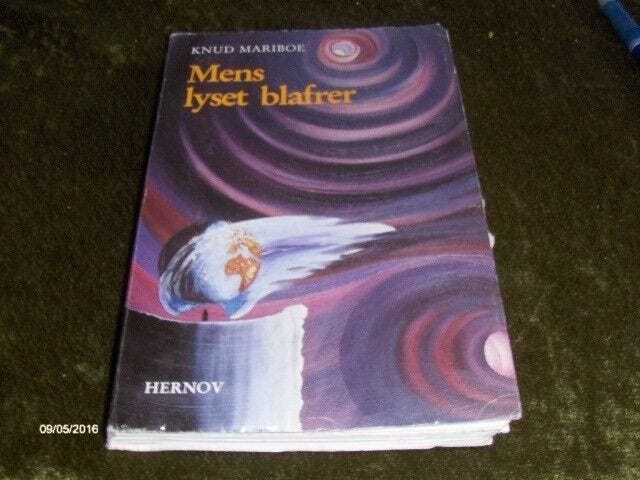 KNUD MARIBOE
Mens
lyset blafrer
HERNOV
09/05/2016